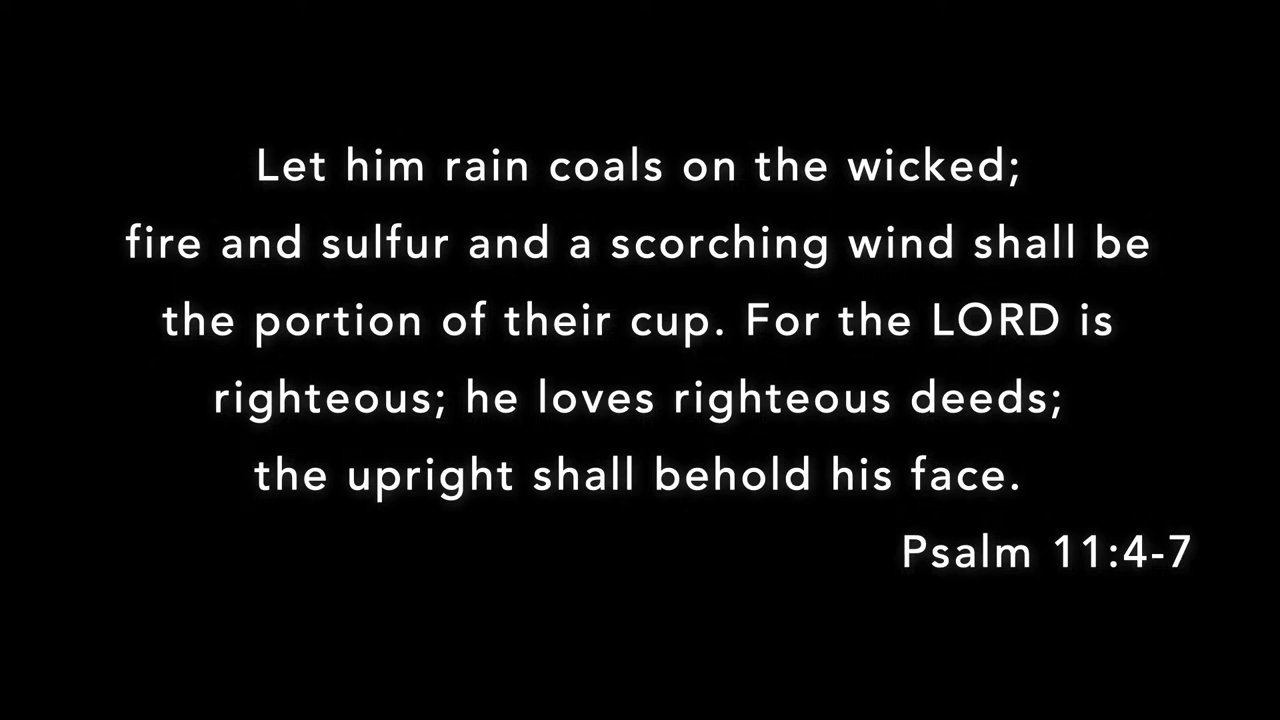 Let him rain coals on the wicked;
fire and sulfur and a scorching wind shall be
the portion of their cup. For the LORD is
righteous; he loves righteous deeds;
the upright shall behold his face.
Psalm 11:4-7